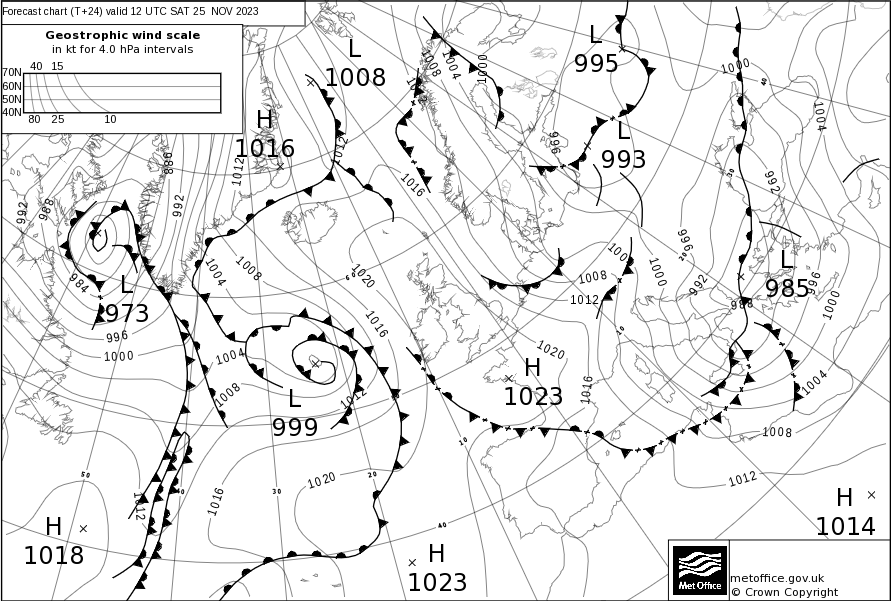 Forecast chart (T+24) valid 12 UTC SAT 25 NOV 2023
Geostrophic wind scale
in kt for 4.0 hPa intervals
40 15
70N
60N
50N
40N
80 25 10
L
1008
H
1016
L
995
L
993
L
985
L
973
L
999
H
1023
H
1018
H
1023
H
1014
1000
1004
1008
1000
1004
996
1012
1012
1016
988
992
988
992
984
996
1000
1004
1008
1020
1016
1004
1008
1012
1008
1012
1000
996
992
988
992
996
1000
1004
1008
1012
1020
1016
1020
1016
1012
50
40
30
20
10
40
60
10
20
30
40
Met Office
metoffice.gov.uk
© Crown Copyright